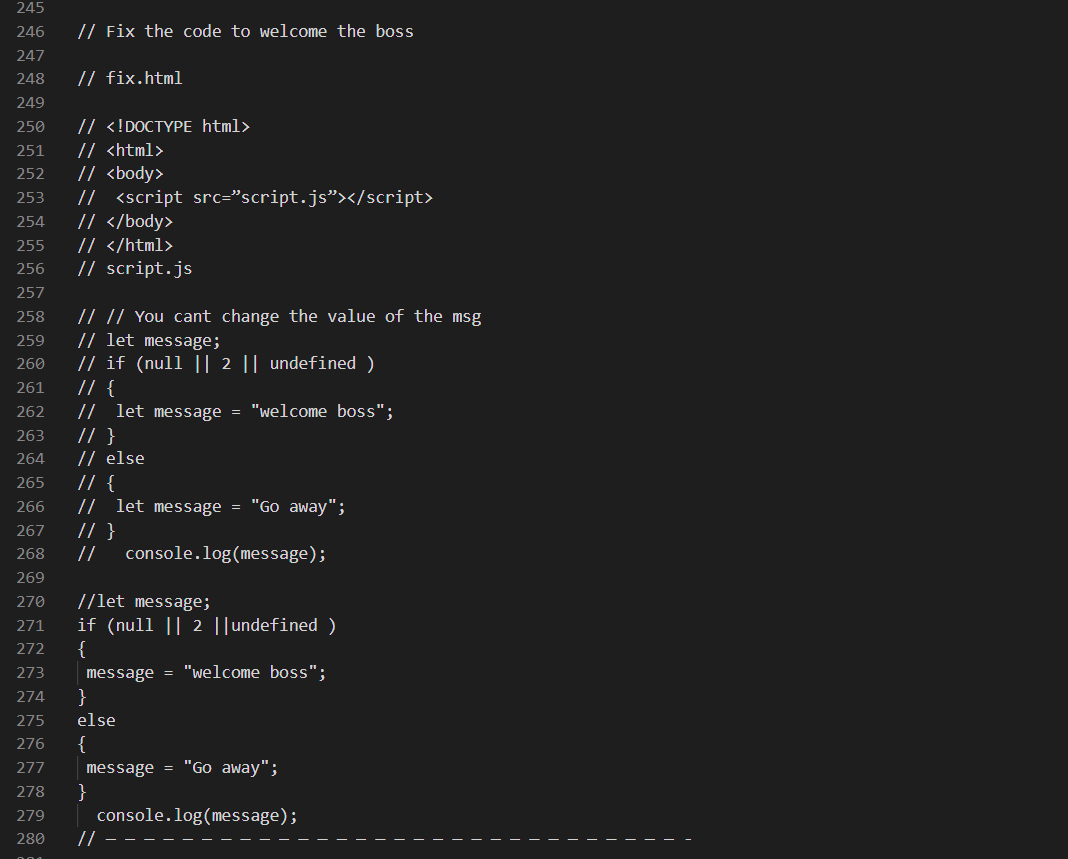 245
246 // Fix the code to welcome the boss
247
248 // fix.html
249
250 // <!DOCTYPE html>
251 // <html>
252 // <body>
253 //  <script src=”script.js”></script>
254 // </body>
255 // </html>
256 // script.js
257
258 // // You cant change the value of the msg
259 // let message;
260 // if (null || 2 || undefined )
261 // {
262 //  let message = "welcome boss";
263 // }
264 // else
265 // {
266 //  let message = "Go away";
267 // }
268 //   console.log(message);
269
270 //let message;
271 if (null || 2 ||undefined )
272 {
273  message = "welcome boss";
274 }
275 else
276 {
277  message = "Go away";
278 }
279   console.log(message);
280 // – – – – – – – – – – – – – – – – – – – – – – – – – – – – – – -